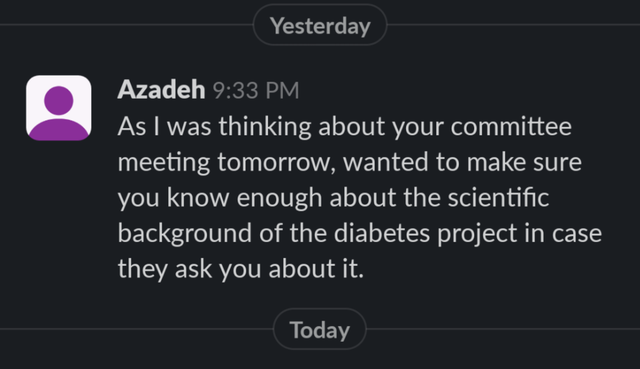 Yesterday
Azadeh 9:33 PM
As I was thinking about your committee
meeting tomorrow, wanted to make sure
you know enough about the scientific
background of the diabetes project in case
they ask you about it.
Today